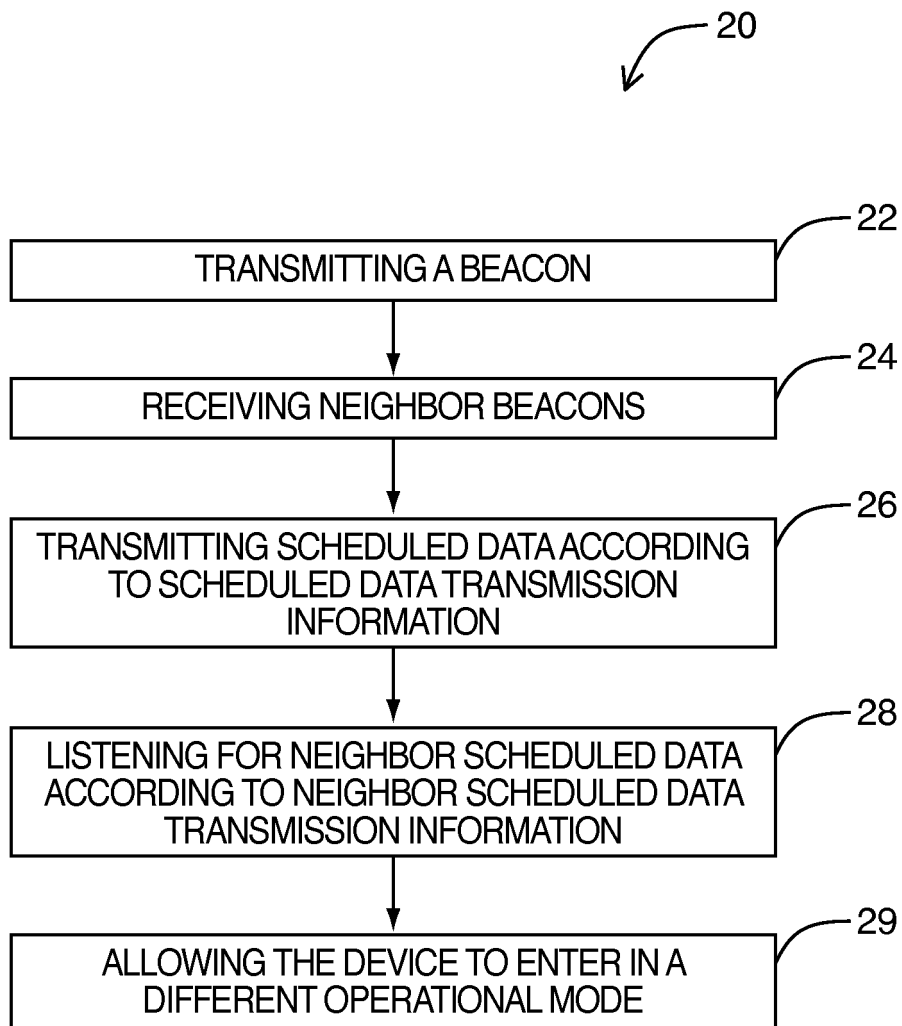 20
22
TRANSMITTING A BEACON
24
RECEIVING NEIGHBOR BEACONS
26
TRANSMITTING SCHEDULED DATA ACCORDING
TO SCHEDULED DATA TRANSMISSION
INFORMATION
28
LISTENING FOR NEIGHBOR SCHEDULED DATA
ACCORDING TO NEIGHBOR SCHEDULED DATA
TRANSMISSION INFORMATION
29
ALLOWING THE DEVICE TO ENTER IN A
DIFFERENT OPERATIONAL MODE